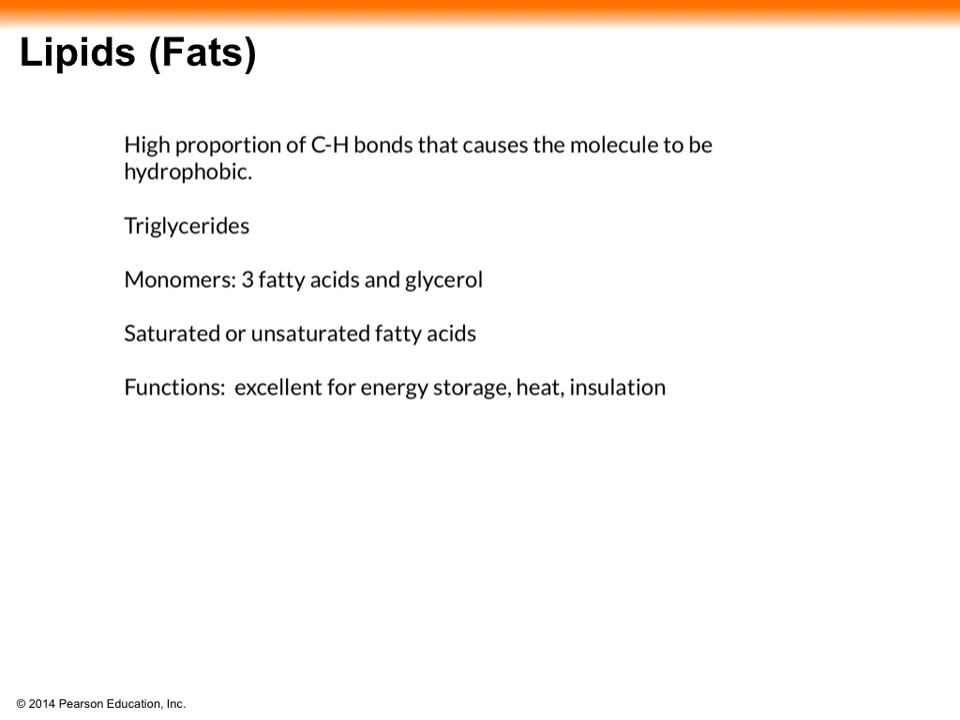 Lipids (Fats)
High proportion of C-H bonds that causes the molecule to be
hydrophobic.
Triglycerides
Monomers: 3 fatty acids and glycerol
Saturated or unsaturated fatty acids
Functions:  excellent for energy storage, heat, insulation
© 2014 Pearson Education, Inc.